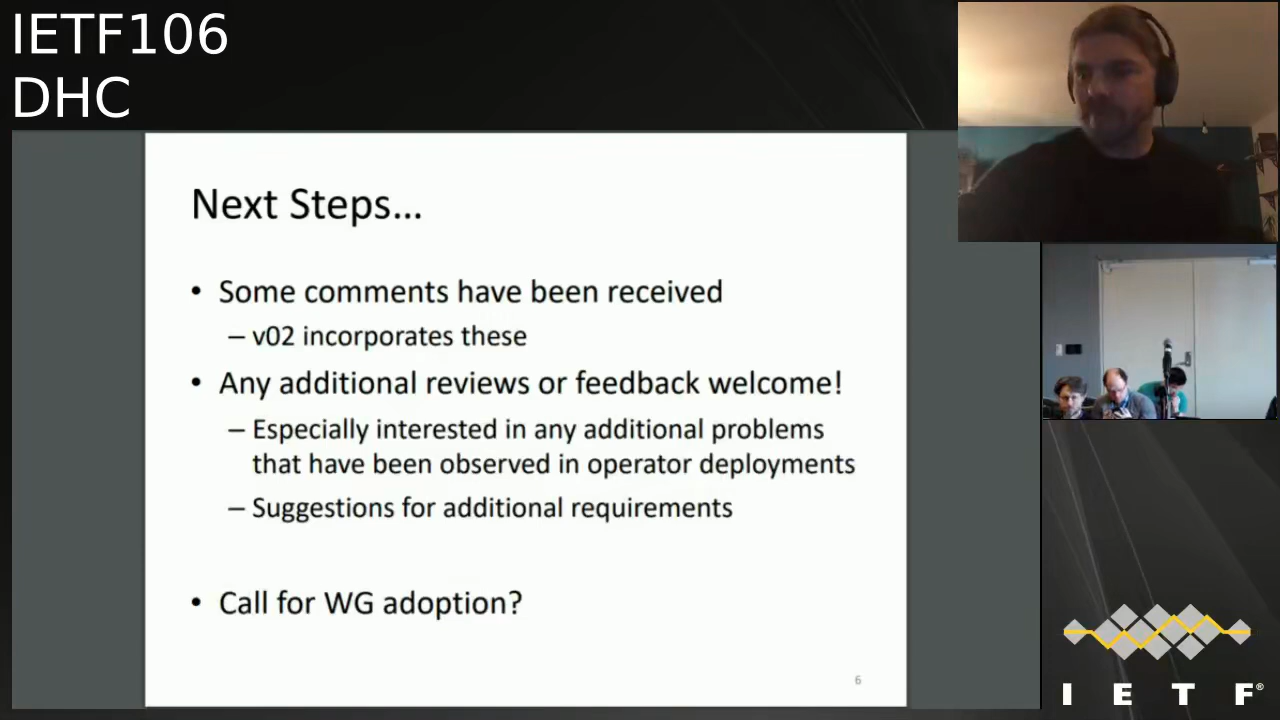 IETF106
DHC
Next Steps…
• Some comments have been received
– v02 incorporates these
• Any additional reviews or feedback welcome!
– Especially interested in any additional problems
that have been observed in operator deployments
– Suggestions for additional requirements
• Call for WG adoption?
6
I E T F®